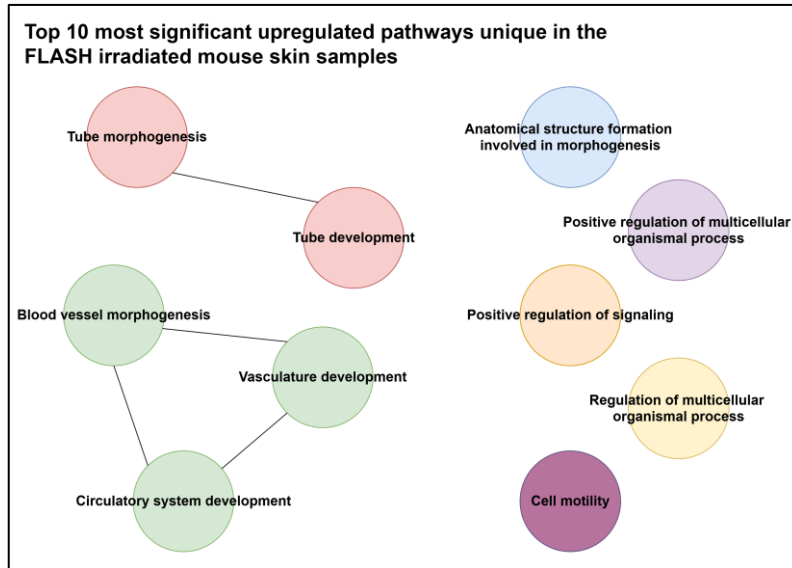 Top 10 most significant upregulated pathways unique in the
FLASH irradiated mouse skin samples
Tube morphogenesis
Tube development
Blood vessel morphogenesis
Vasculature development
Circulatory system development
Anatomical structure formation
involved in morphogenesis
Positive regulation of multicellular
organismal process
Positive regulation of signaling
Regulation of multicellular
organismal process
Cell motility